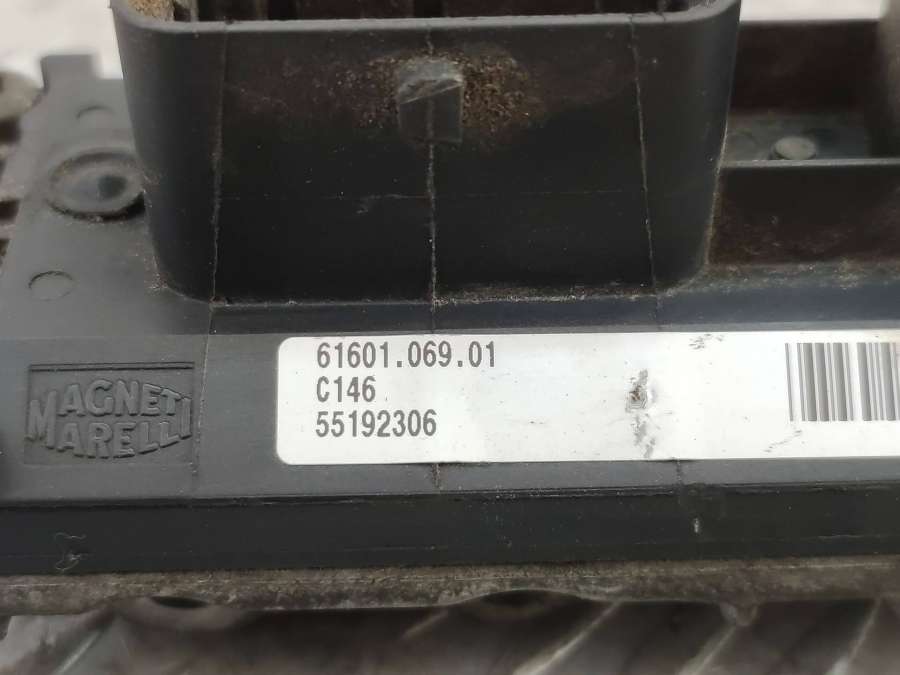 MAGNETI
MARELLI
61601.069.01
C146
55192306